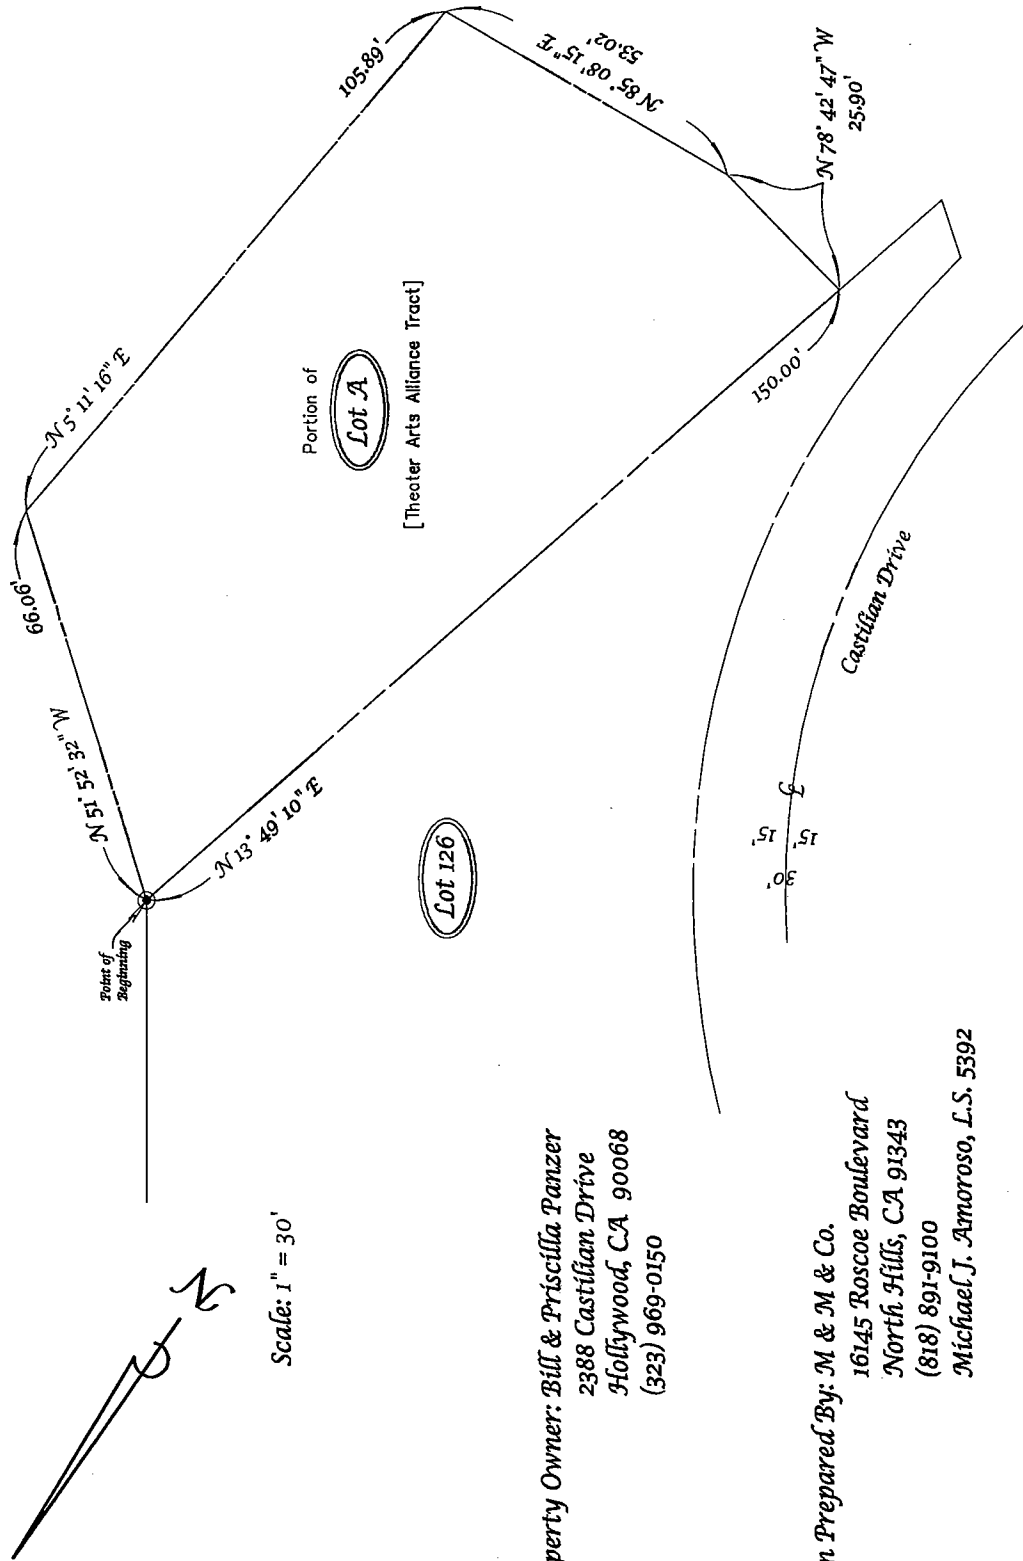 105.89'
N 85° 08' 15" E
53.02'
N 78° 42' 47" W
25.90'
N 5° 11' 16" E
66.06'
N 51° 52' 32" W
Portion of
Lot A
[Theater Arts Alliance Tract]
150.00'
N 13° 49' 10" E
Point of
Beginning
Lot 126
Castilian Drive
15'
15'
30'
N
Scale: 1" = 30'
Owner: Bill & Priscilla Panzer
2388 Castilian Drive
Hollywood, CA 90068
(323) 969-0150
Prepared By: M & M & Co.
16145 Roscoe Boulevard
North Hills, CA 91343
(818) 891-9100
Michael J. Amoroso, L.S. 5392